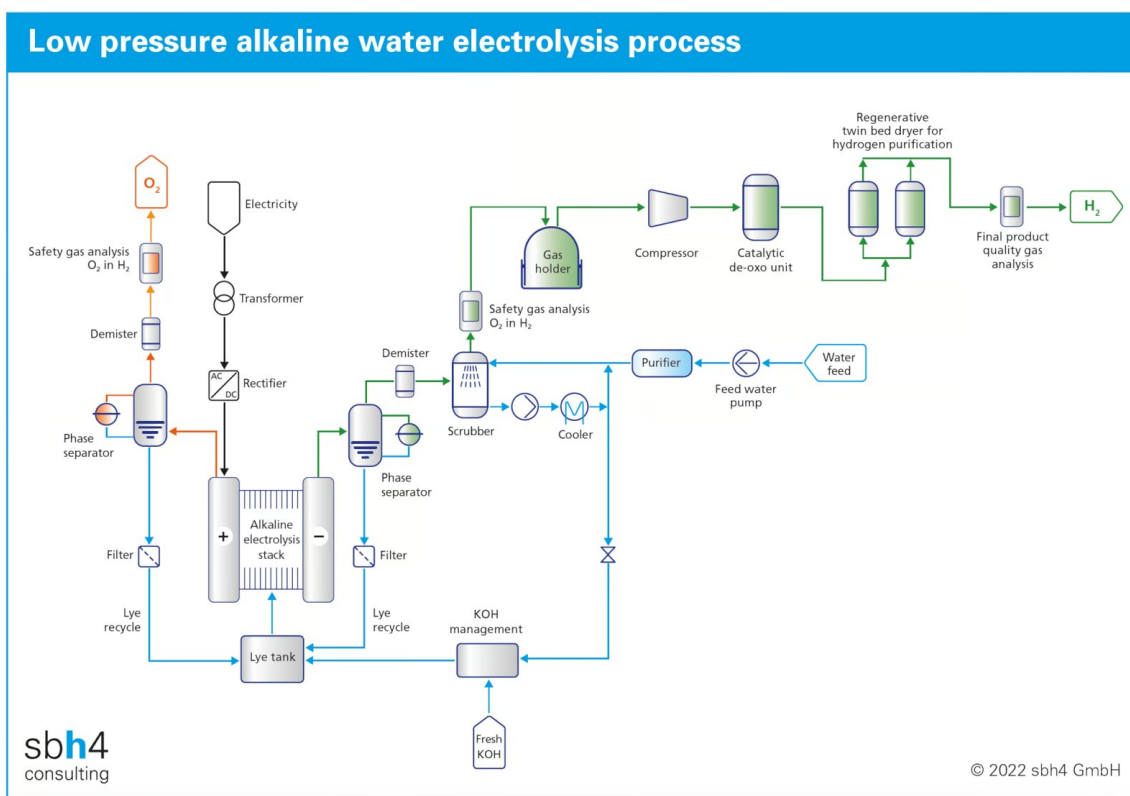 Low pressure alkaline water electrolysis process
O₂
Electricity
Safety gas analysis
O₂ in H₂
Transformer
Demister
AC
DC
Rectifier
Phase
separator
+
Alkaline
electrolysis
stack
−
Filter
Filter
Lye
recycle
Lye
recycle
Lye tank
Demister
Phase
separator
Scrubber
Cooler
Safety gas analysis
O₂ in H₂
Gas
holder
Compressor
Catalytic
de-oxo unit
Regenerative
twin bed dryer for
hydrogen purification
Final product
quality gas
analysis
H₂
Purifier
Feed water
pump
Water
feed
KOH
management
Fresh
KOH
sbh4
consulting
© 2022 sbh4 GmbH